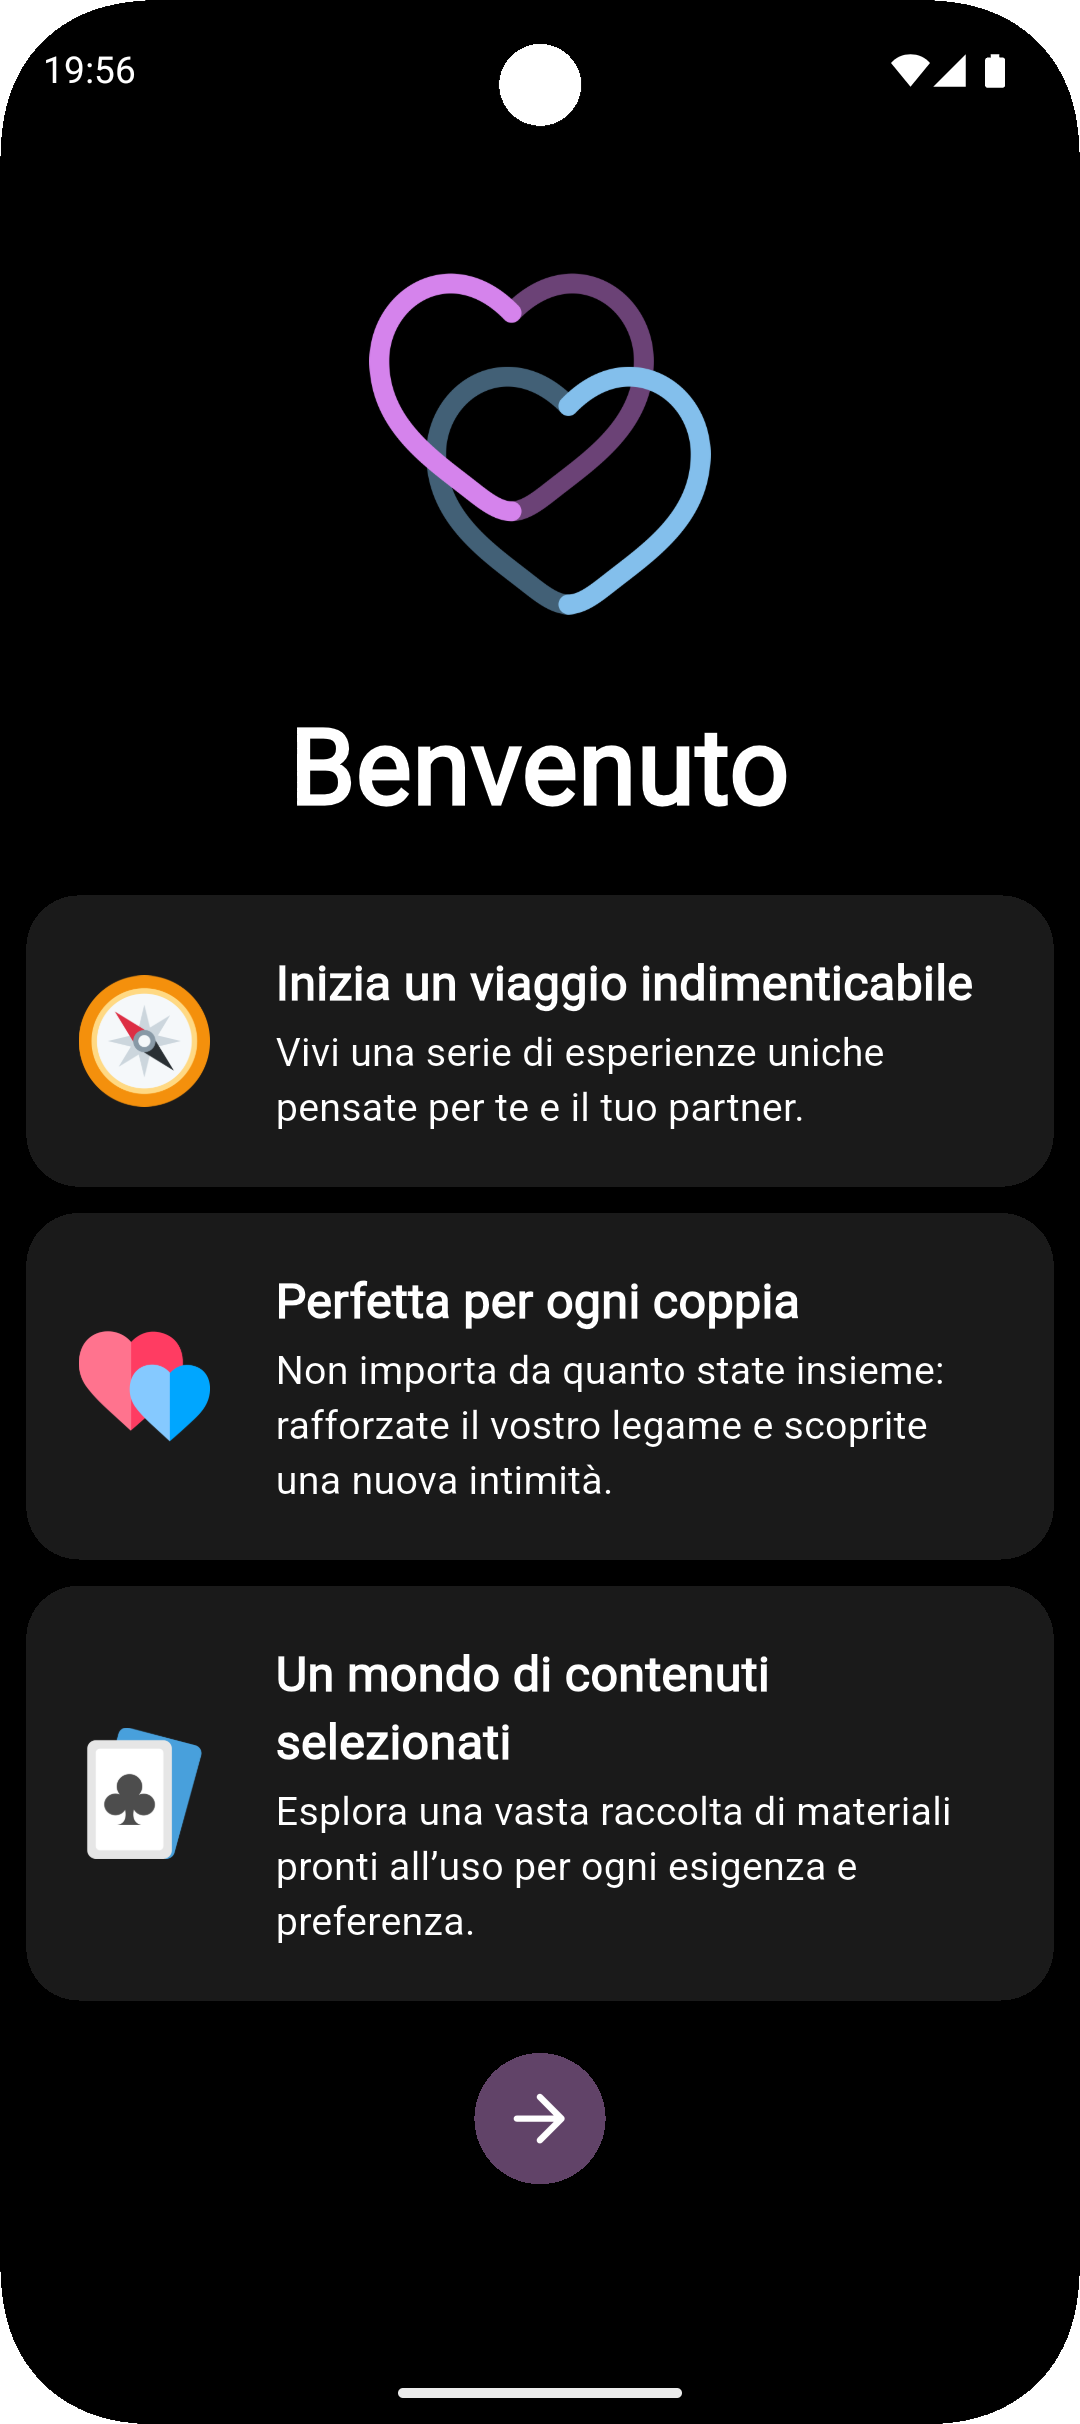 19:56
Benvenuto
Inizia un viaggio indimenticabile
Vivi una serie di esperienze uniche
pensate per te e il tuo partner.
Perfetta per ogni coppia
Non importa da quanto state insieme:
rafforzate il vostro legame e scoprite
una nuova intimità.
Un mondo di contenuti
selezionati
Esplora una vasta raccolta di materiali
pronti all’uso per ogni esigenza e
preferenza.